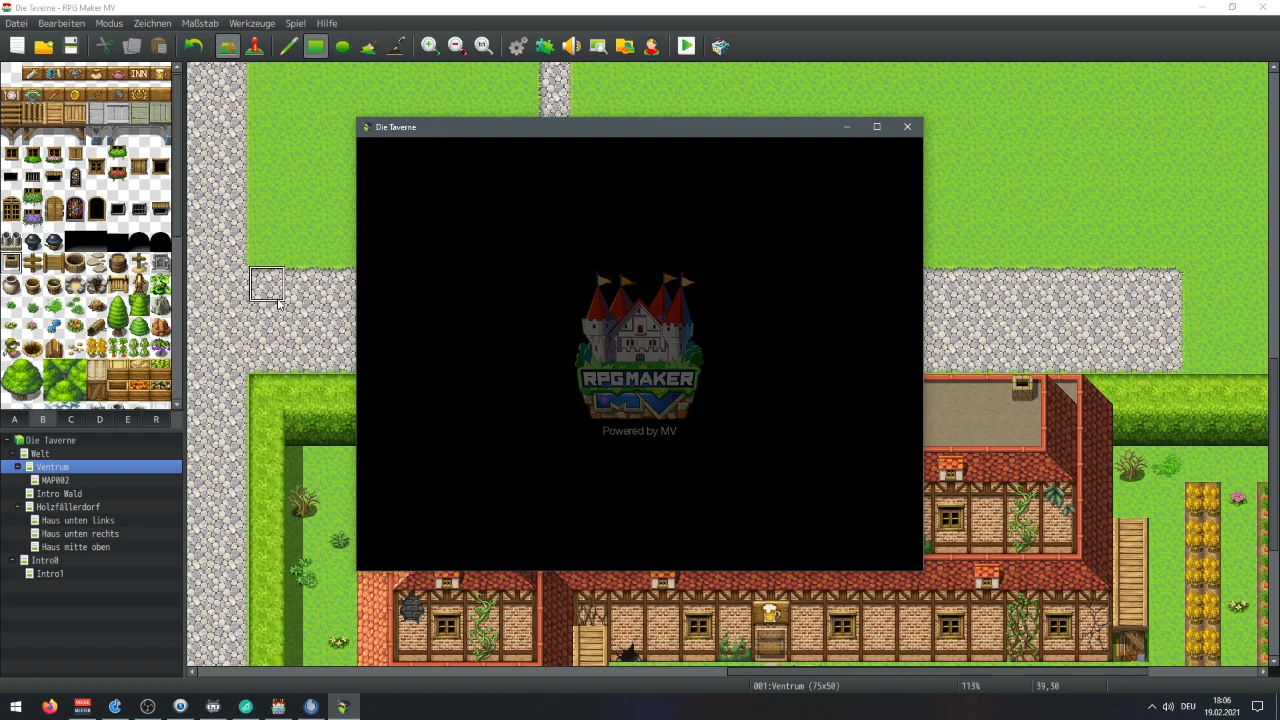 Die Taverne - RPG Maker MV
Datei Bearbeiten Modus Zeichnen Maßstab Werkzeuge Spiel Hilfe
INN
Die Taverne
RPG MAKER
MV
Powered by MV
A B C D E R
Die Taverne
Welt
Ventrum
MAP002
Intro Wald
Holzfällerdorf
Haus unten links
Haus unten rechts
Haus mitte oben
Intro0
Intro1
001:Ventrum (75x50) 113% 39,30
VOICE MEETER
DEU
18:06
19.02.2021